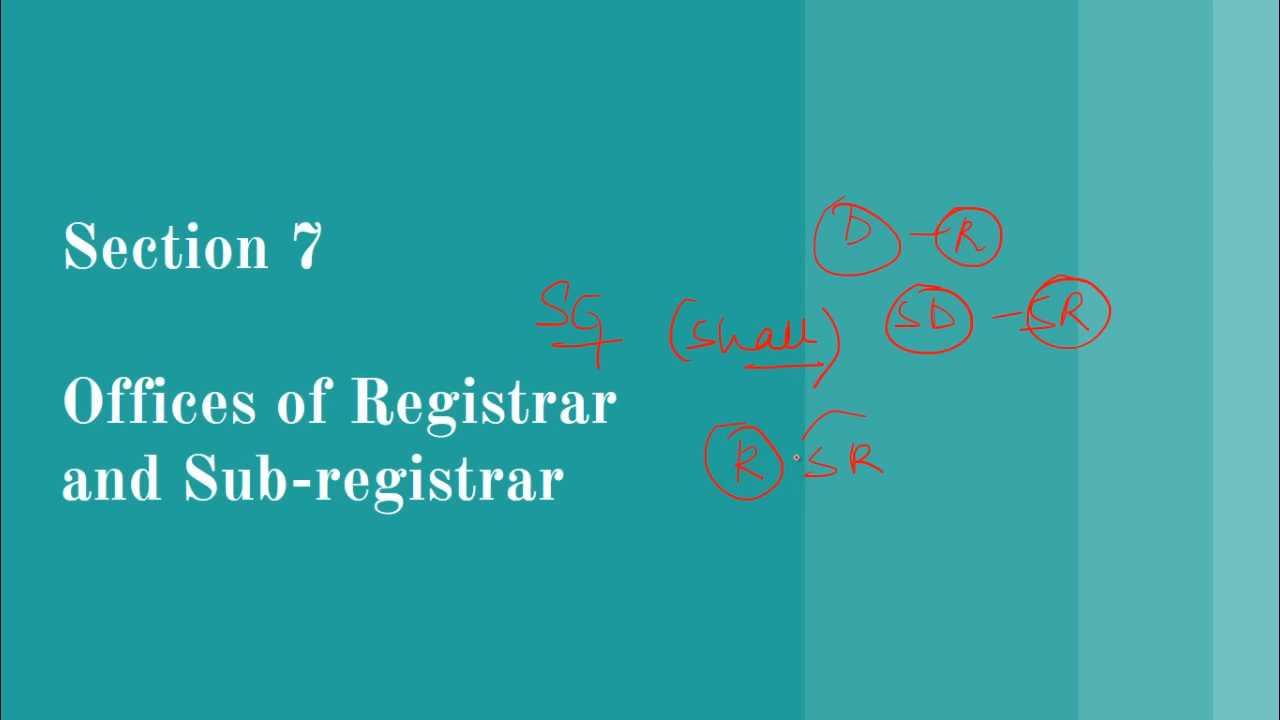 Section 7
D - R
SG (shall) SD - SR
Offices of Registrar
and Sub-registrar
R SR